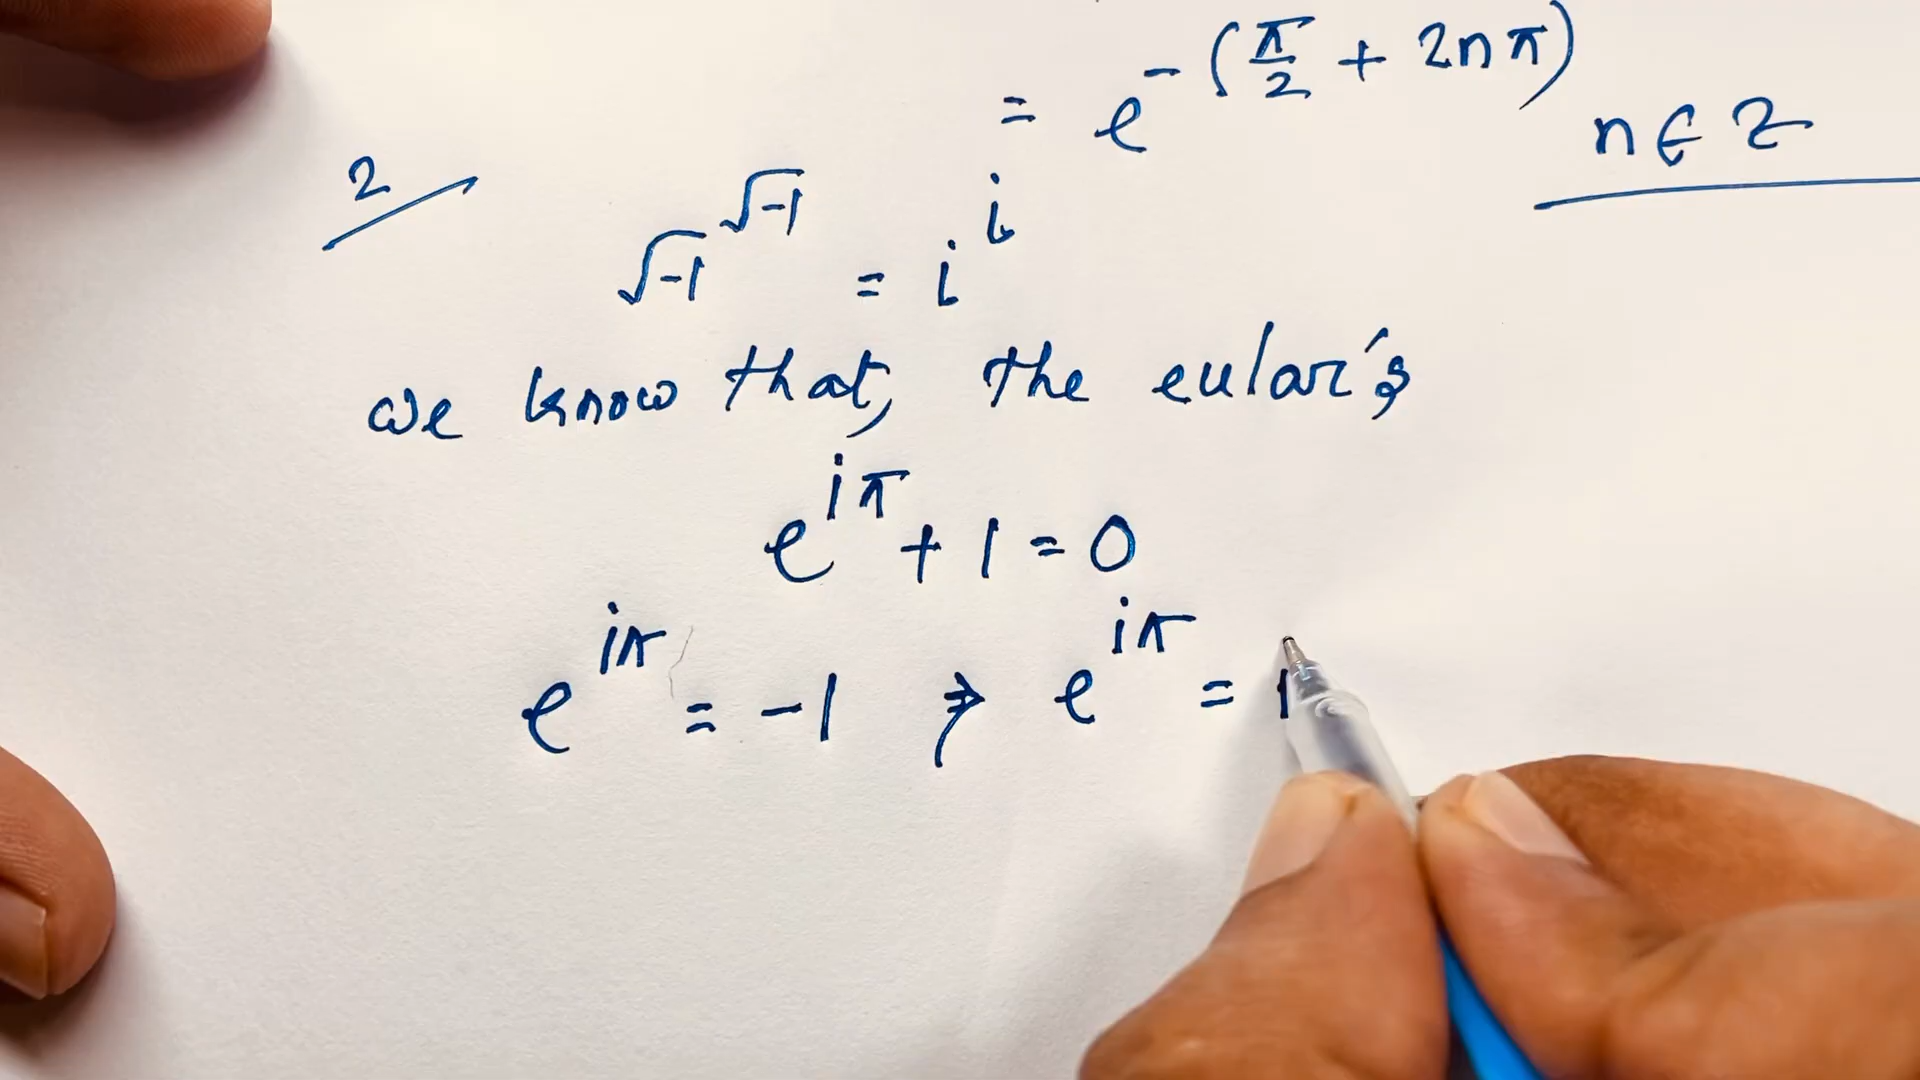 = e^-(π/2 + 2nπ)
n∈Z
2
√-1^√-1 = i^i
we know that, the eular's
e^iπ + 1 = 0
e^iπ = -1 ⇒ e^iπ = i